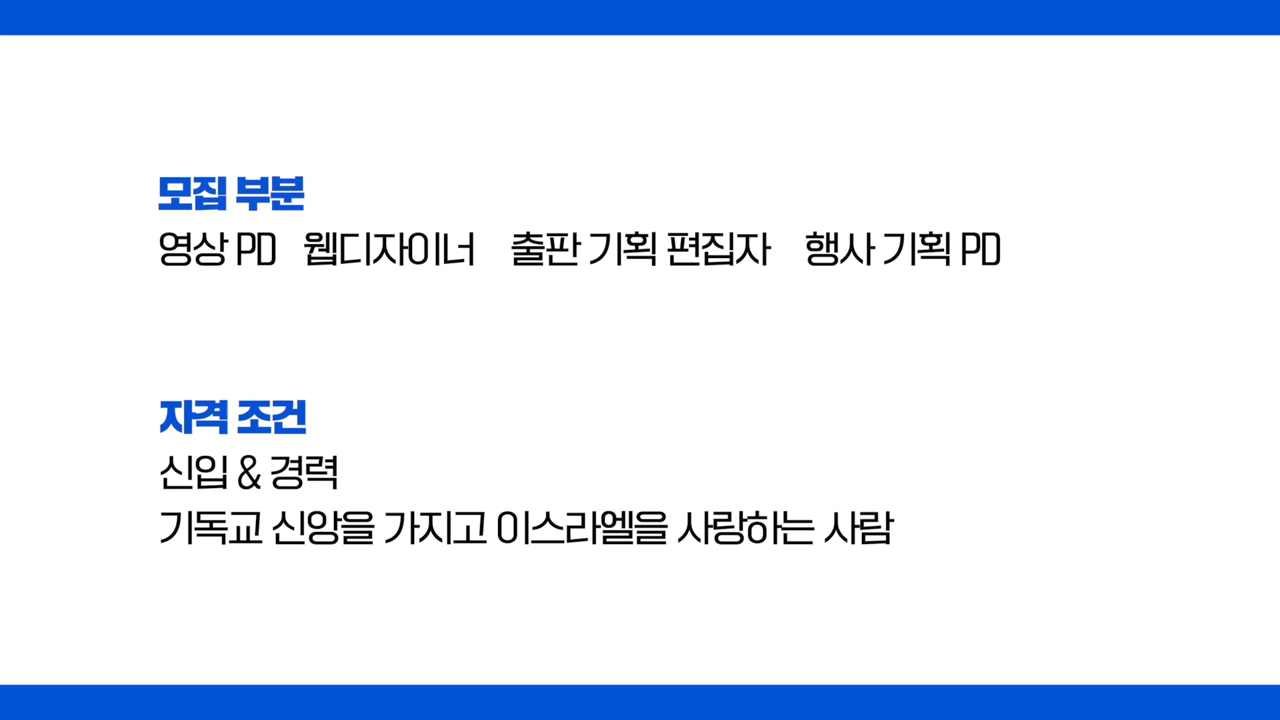 모집 부분
영상 PD 웹디자이너 출판 기획 편집자 행사 기획 PD
자격 조건
신입 & 경력
기독교 신앙을 가지고 이스라엘을 사랑하는 사람